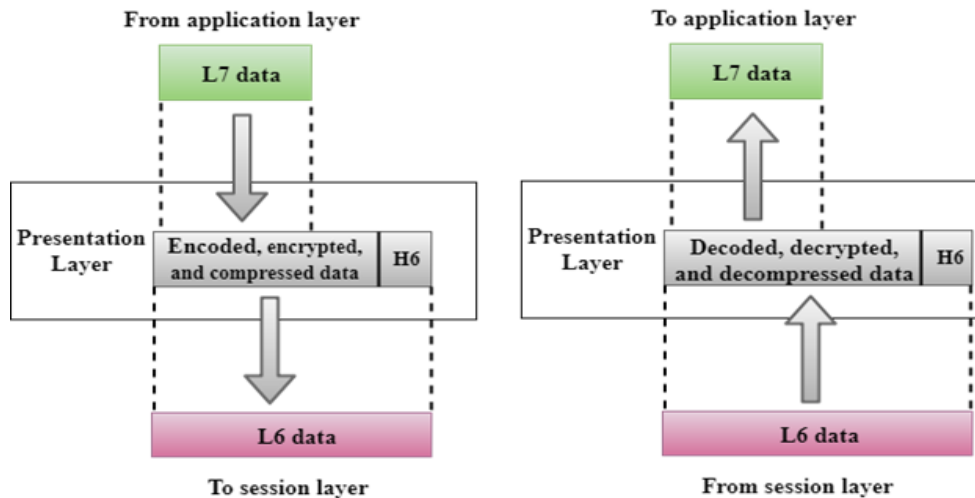 From application layer
L7 data
Presentation
Layer
Encoded, encrypted,
and compressed data
H6
L6 data
To session layer
To application layer
L7 data
Presentation
Layer
Decoded, decrypted,
and decompressed data
H6
L6 data
From session layer